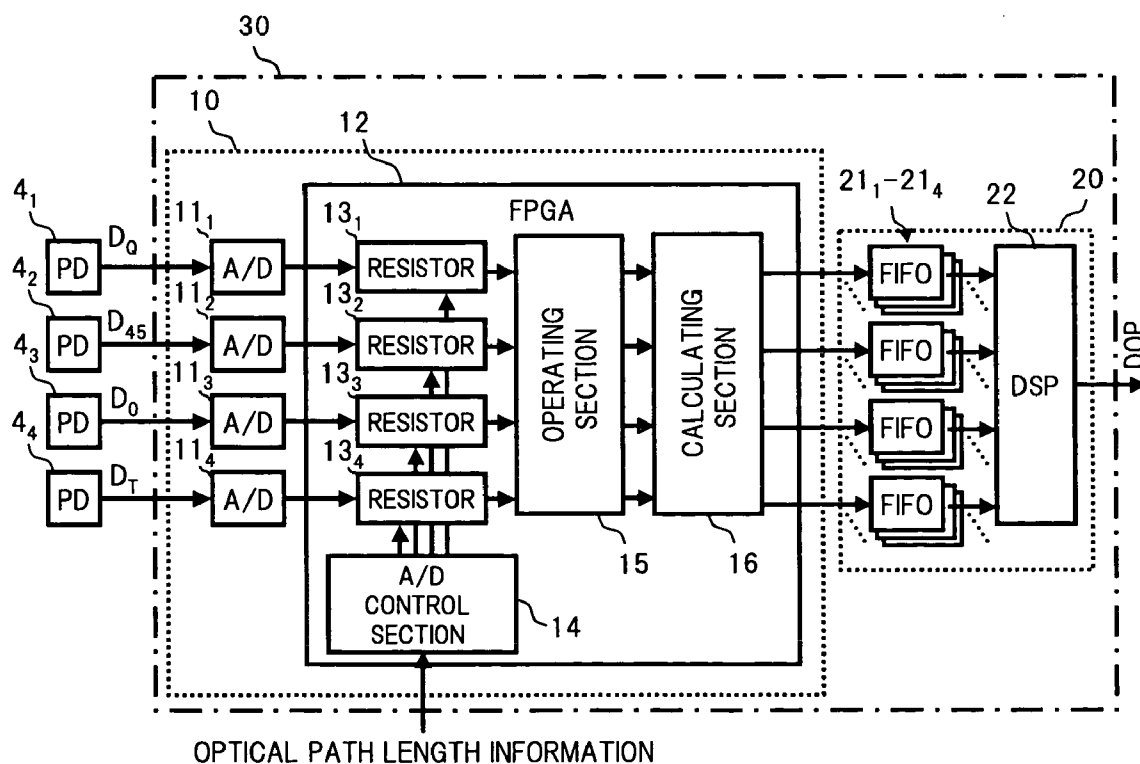 30
10
12
FPGA
21₁-21₄
20
22
4₁
D_Q
11₁
13₁
PD
A/D
RESISTOR
FIFO
4₂
D₄₅
11₂
13₂
PD
A/D
RESISTOR
FIFO
4₃
D₀
11₃
13₃
PD
A/D
RESISTOR
FIFO
4₄
D_T
11₄
13₄
PD
A/D
RESISTOR
FIFO
OPERATING
SECTION
CALCULATING
SECTION
DSP
DOP
15
16
A/D
CONTROL
SECTION
14
OPTICAL PATH LENGTH INFORMATION